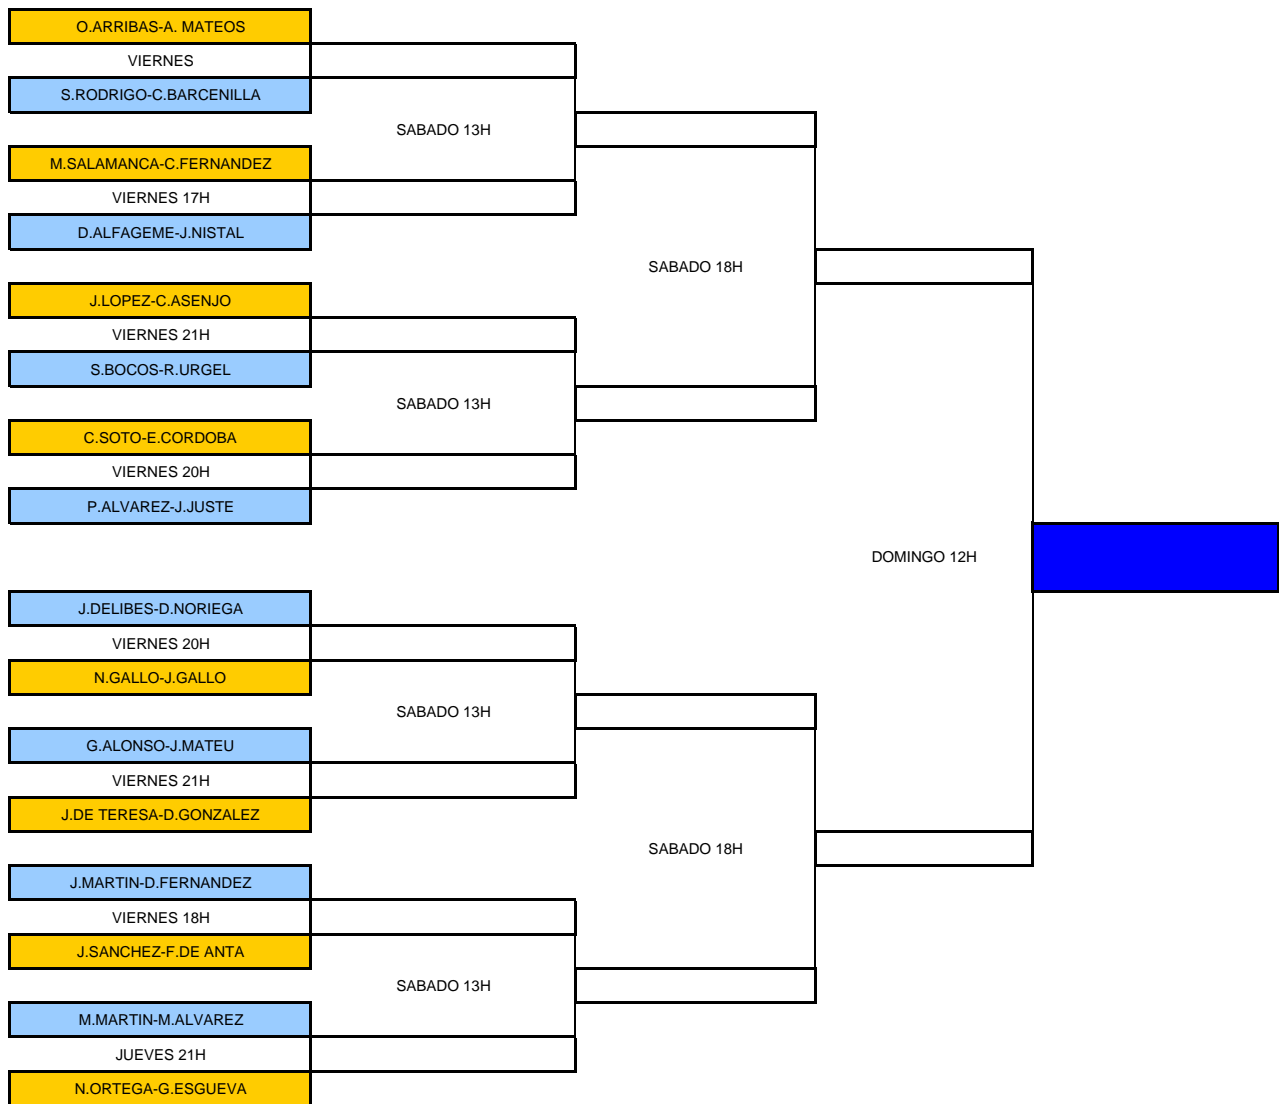 O.ARRIBAS-A. MATEOS
VIERNES
S.RODRIGO-C.BARCENILLA
SABADO 13H
M.SALAMANCA-C.FERNANDEZ
VIERNES 17H
D.ALFAGEME-J.NISTAL
SABADO 18H
J.LOPEZ-C.ASENJO
VIERNES 21H
S.BOCOS-R.URGEL
SABADO 13H
C.SOTO-E.CORDOBA
VIERNES 20H
P.ALVAREZ-J.JUSTE
DOMINGO 12H
J.DELIBES-D.NORIEGA
VIERNES 20H
N.GALLO-J.GALLO
SABADO 13H
G.ALONSO-J.MATEU
VIERNES 21H
J.DE TERESA-D.GONZALEZ
SABADO 18H
J.MARTIN-D.FERNANDEZ
VIERNES 18H
J.SANCHEZ-F.DE ANTA
SABADO 13H
M.MARTIN-M.ALVAREZ
JUEVES 21H
N.ORTEGA-G.ESGUEVA